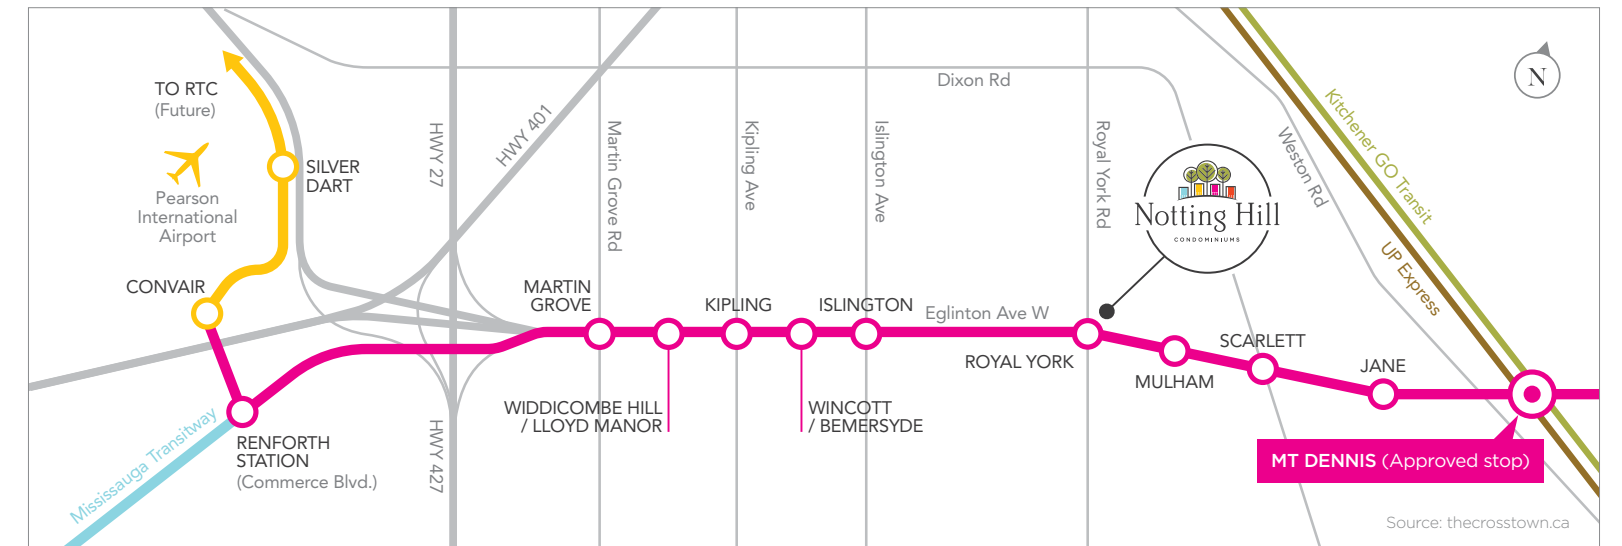 TO RTC
(Future)
Pearson
International
Airport
SILVER
DART
CONVAIR
RENFORTH
STATION
(Commerce Blvd.)
Mississauga Transitway
HWY 27
HWY 401
HWY 427
Martin Grove Rd
Kipling Ave
Islington Ave
Royal York Rd
Dixon Rd
Weston Rd
Kitchener GO Transit
UP Express
N
Notting Hill
CONDOMINIUMS
MARTIN
GROVE
WIDDICOMBE HILL
/ LLOYD MANOR
KIPLING
WINCOTT
/ BEMERSYDE
ISLINGTON
Eglinton Ave W
ROYAL YORK
MULHAM
SCARLETT
JANE
MT DENNIS (Approved stop)
Source: thecrosstown.ca